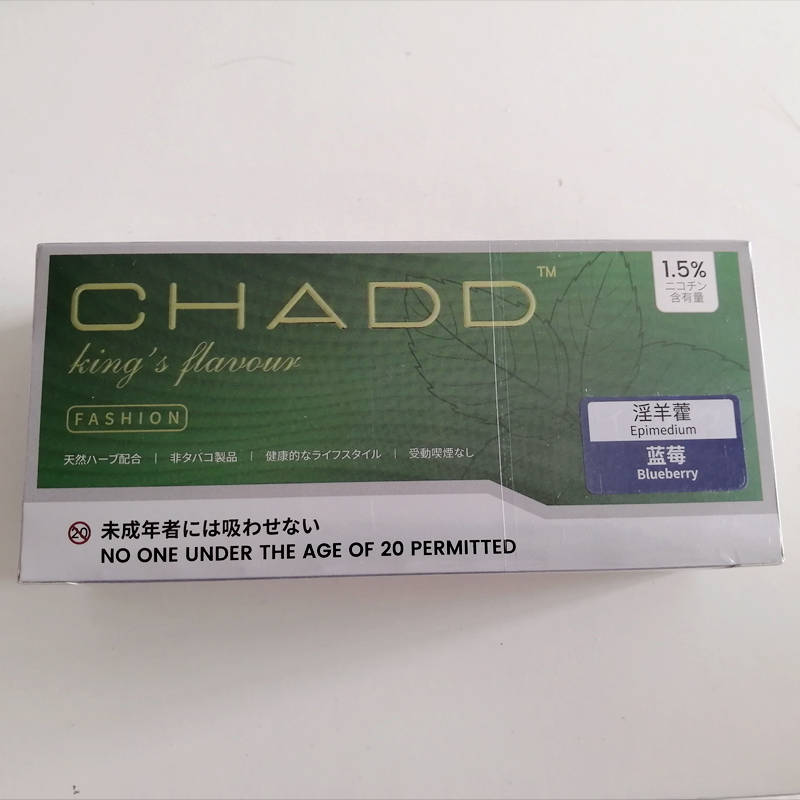 CHADD™
king's flavour
FASHION
天然ハーブ配合 | 非タバコ製品 | 健康的なライフスタイル | 受動喫煙なし
1.5%
ニコチン
含有量
淫羊藿
Epimedium
蓝莓
Blueberry
20
未成年者には吸わせない
NO ONE UNDER THE AGE OF 20 PERMITTED